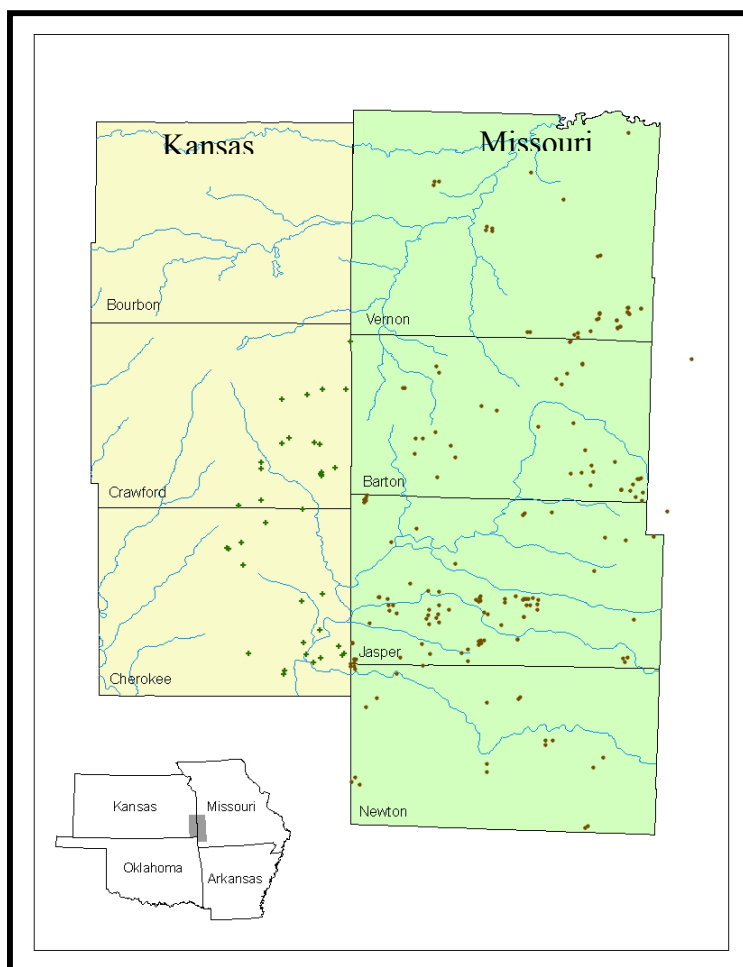 Kansas
Missouri
Bourbon
Vernon
Crawford
Barton
Cherokee
Jasper
Newton
Kansas
Missouri
Oklahoma
Arkansas